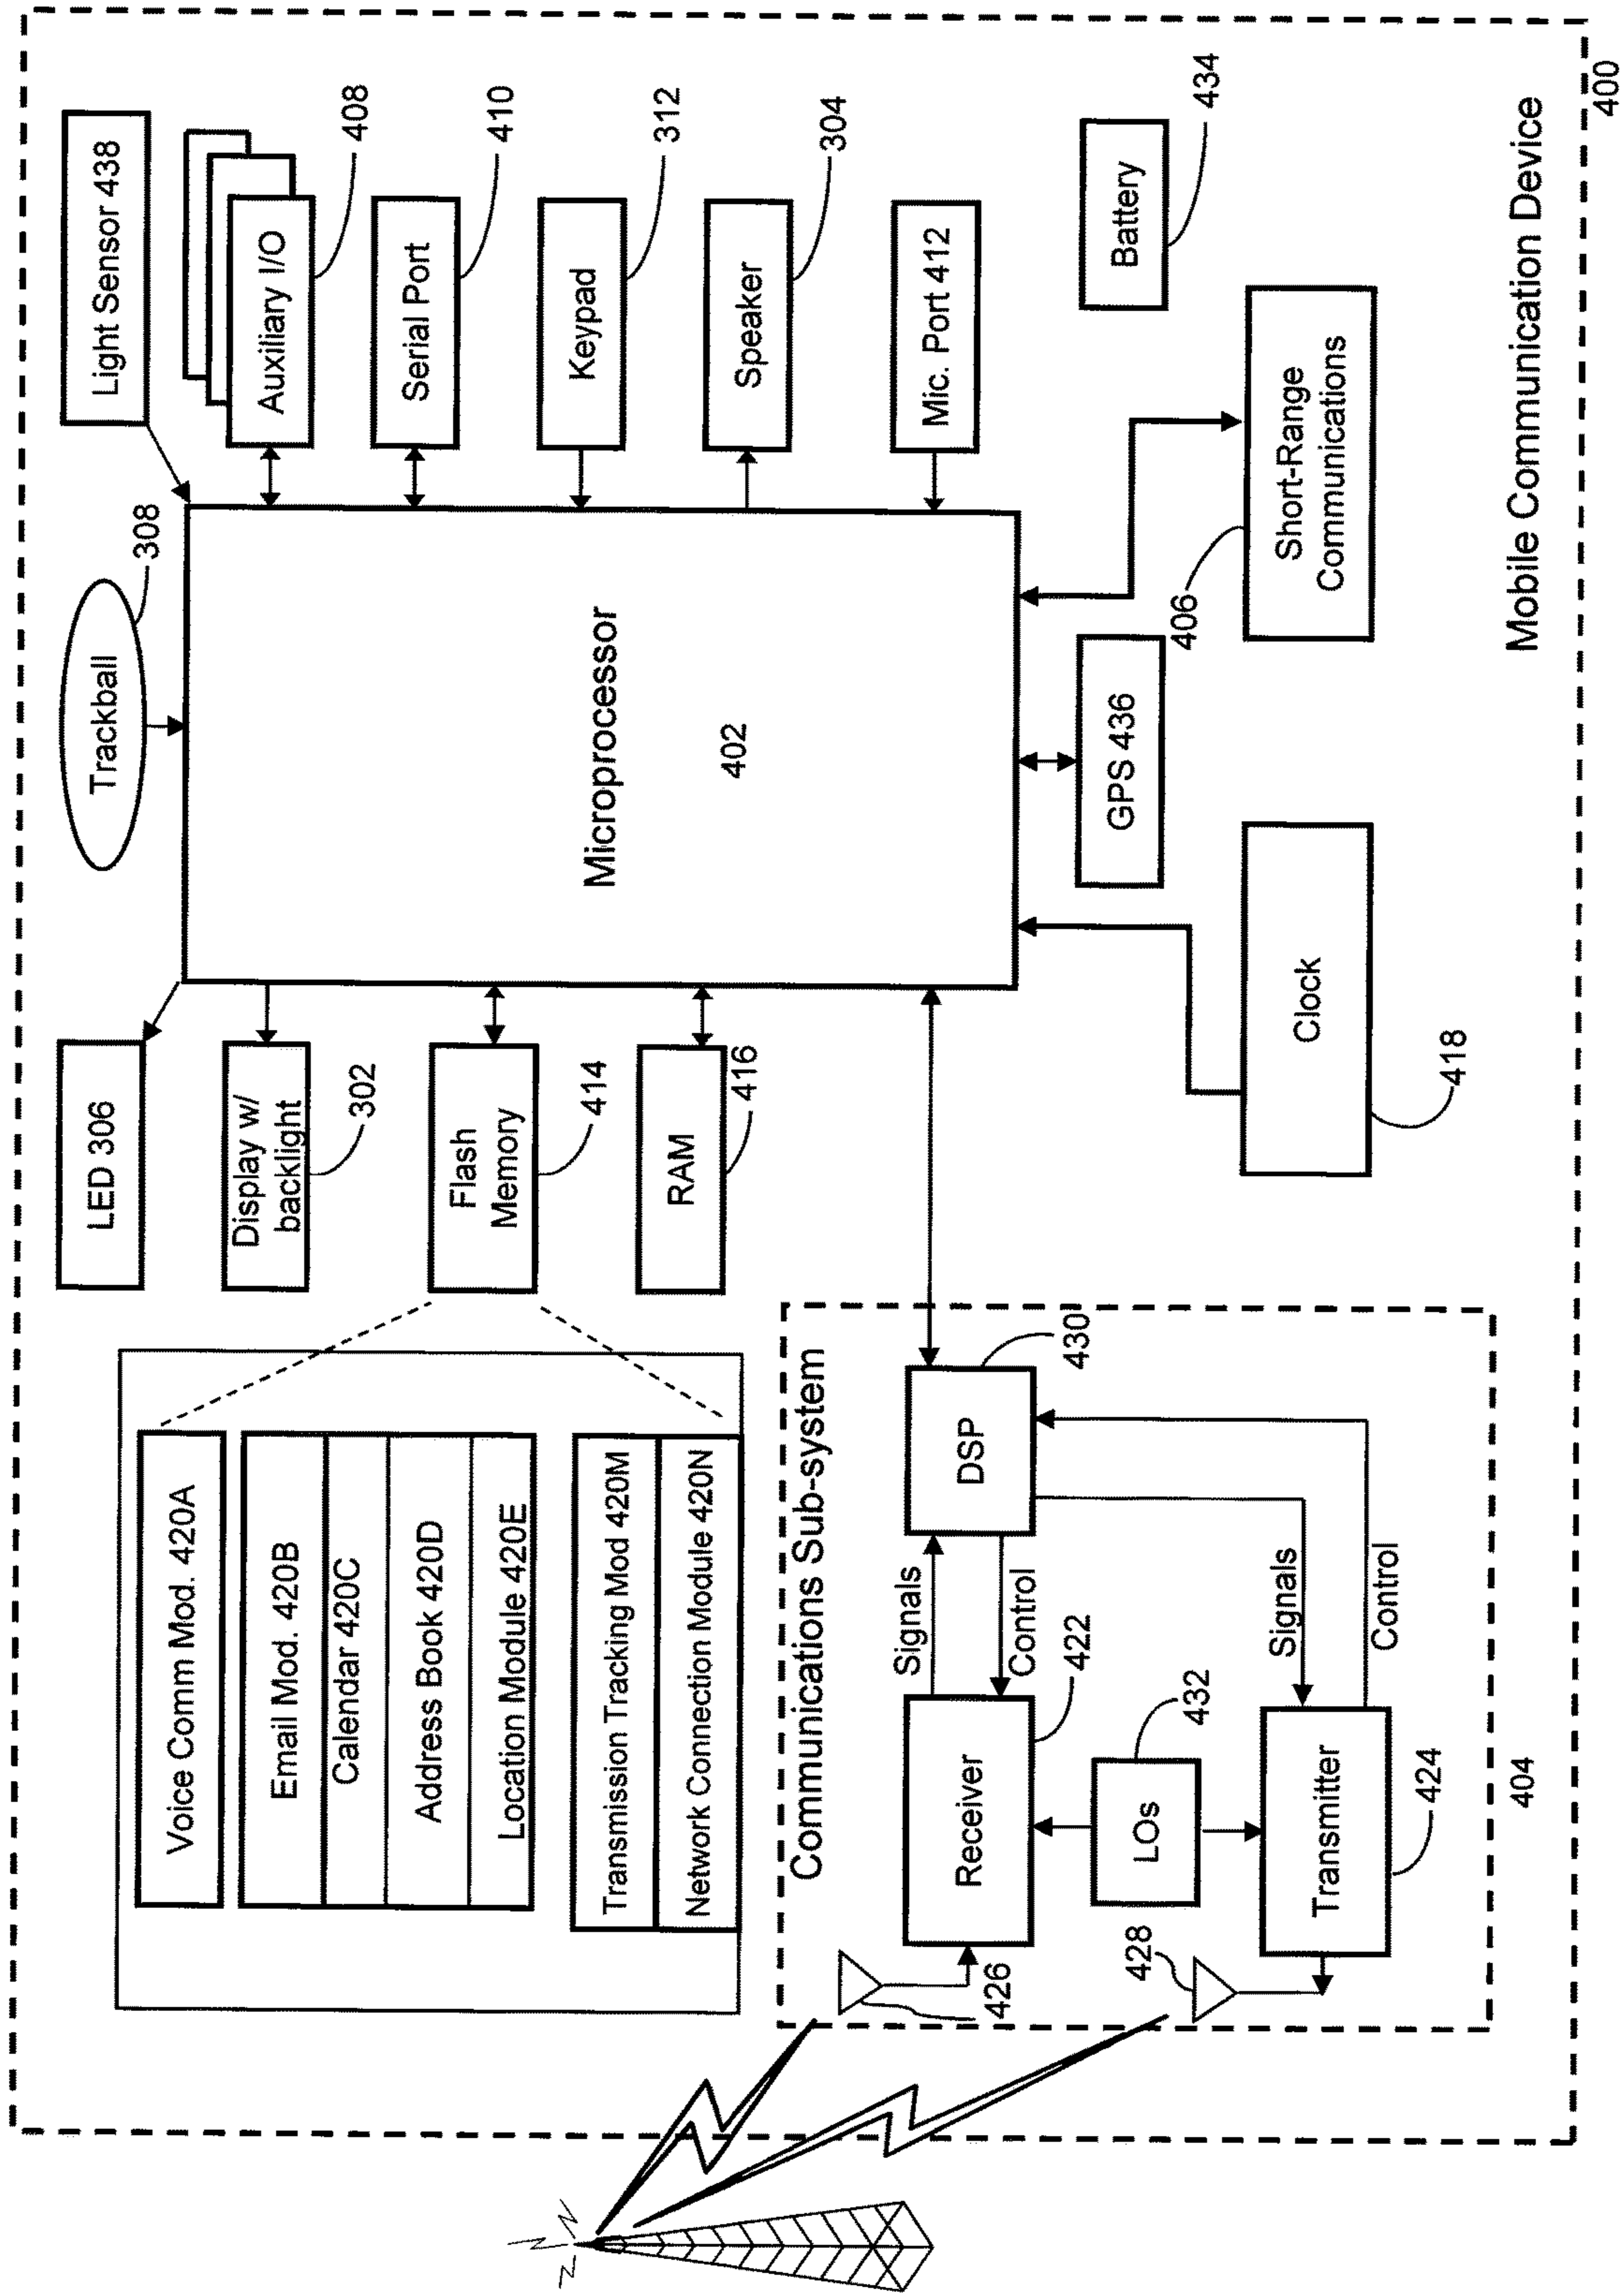 Mobile Communication Device
400
Voice Comm Mod. 420A
Email Mod. 420B
Calendar 420C
Address Book 420D
Location Module 420E
Transmission Tracking Mod 420M
Network Connection Module 420N
LED 306
Display w/
backlight
302
Flash
Memory
414
RAM
416
Trackball
308
Light Sensor 438
Auxiliary I/O
408
Serial Port
410
Keypad
312
Speaker
304
Mic. Port 412
Microprocessor
402
Communications Sub-system
Receiver
422
Signals
Control
DSP
430
426
LOs
432
428
Transmitter
424
Signals
Control
404
Clock
418
GPS 436
406
Short-Range
Communications
Battery
434